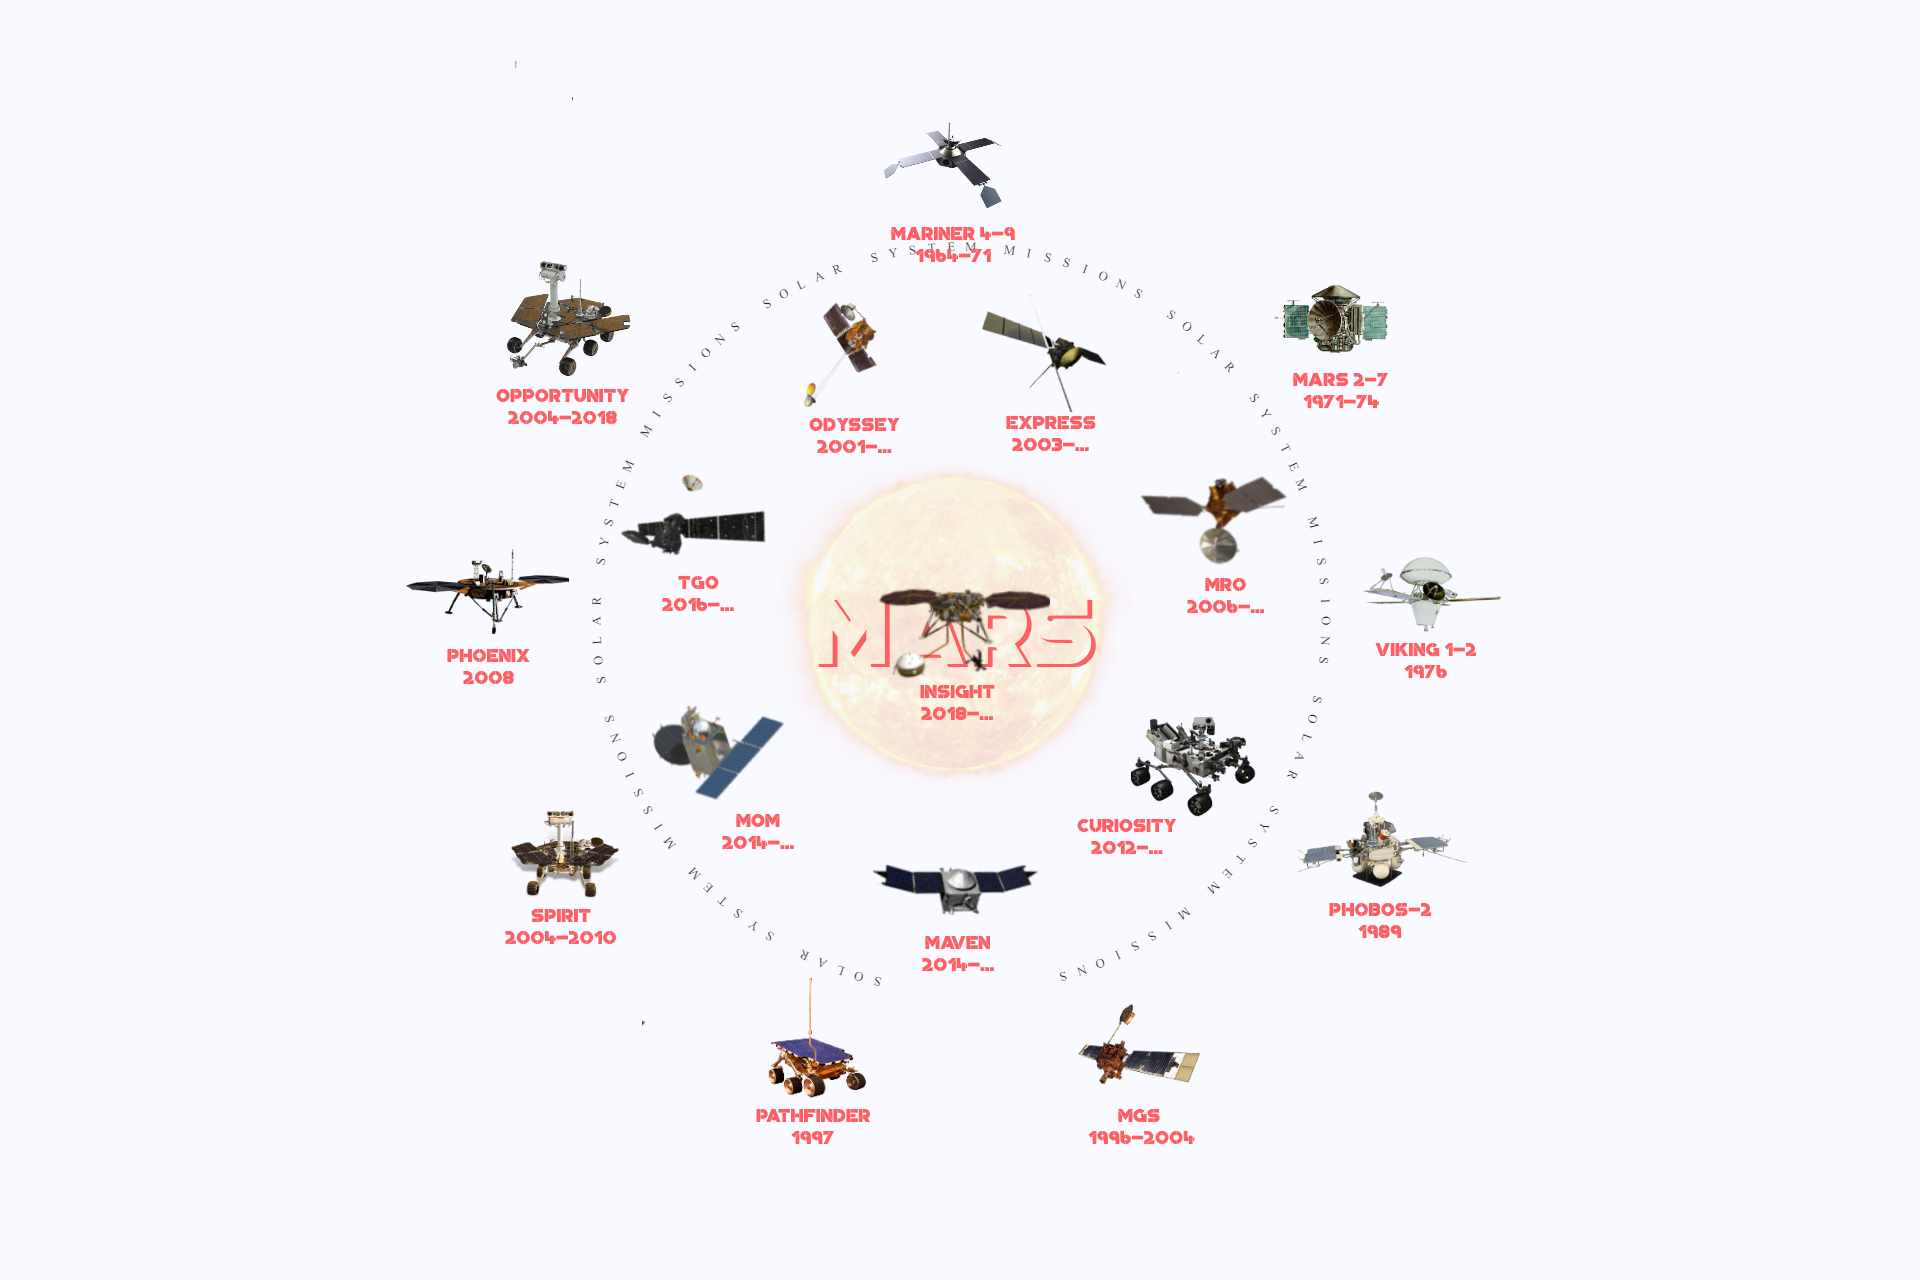 MARINER 4–9
1964–71
SOLAR SYSTEM MISSIONS SOLAR SYSTEM MISSIONS SOLAR SYSTEM MISSIONS SOLAR SYSTEM MISSIONS SOLAR SYSTEM MISSIONS
OPPORTUNITY
2004–2018
MARS 2–7
1971–74
ODYSSEY
2001–...
EXPRESS
2003–...
TGO
2016–...
MRO
2006–...
PHOENIX
2008
VIKING 1–2
1976
MARS
INSIGHT
2018–...
MOM
2014–...
CURIOSITY
2012–...
SPIRIT
2004–2010
PHOBOS–2
1989
MAVEN
2014–...
PATHFINDER
1997
MGS
1996–2004